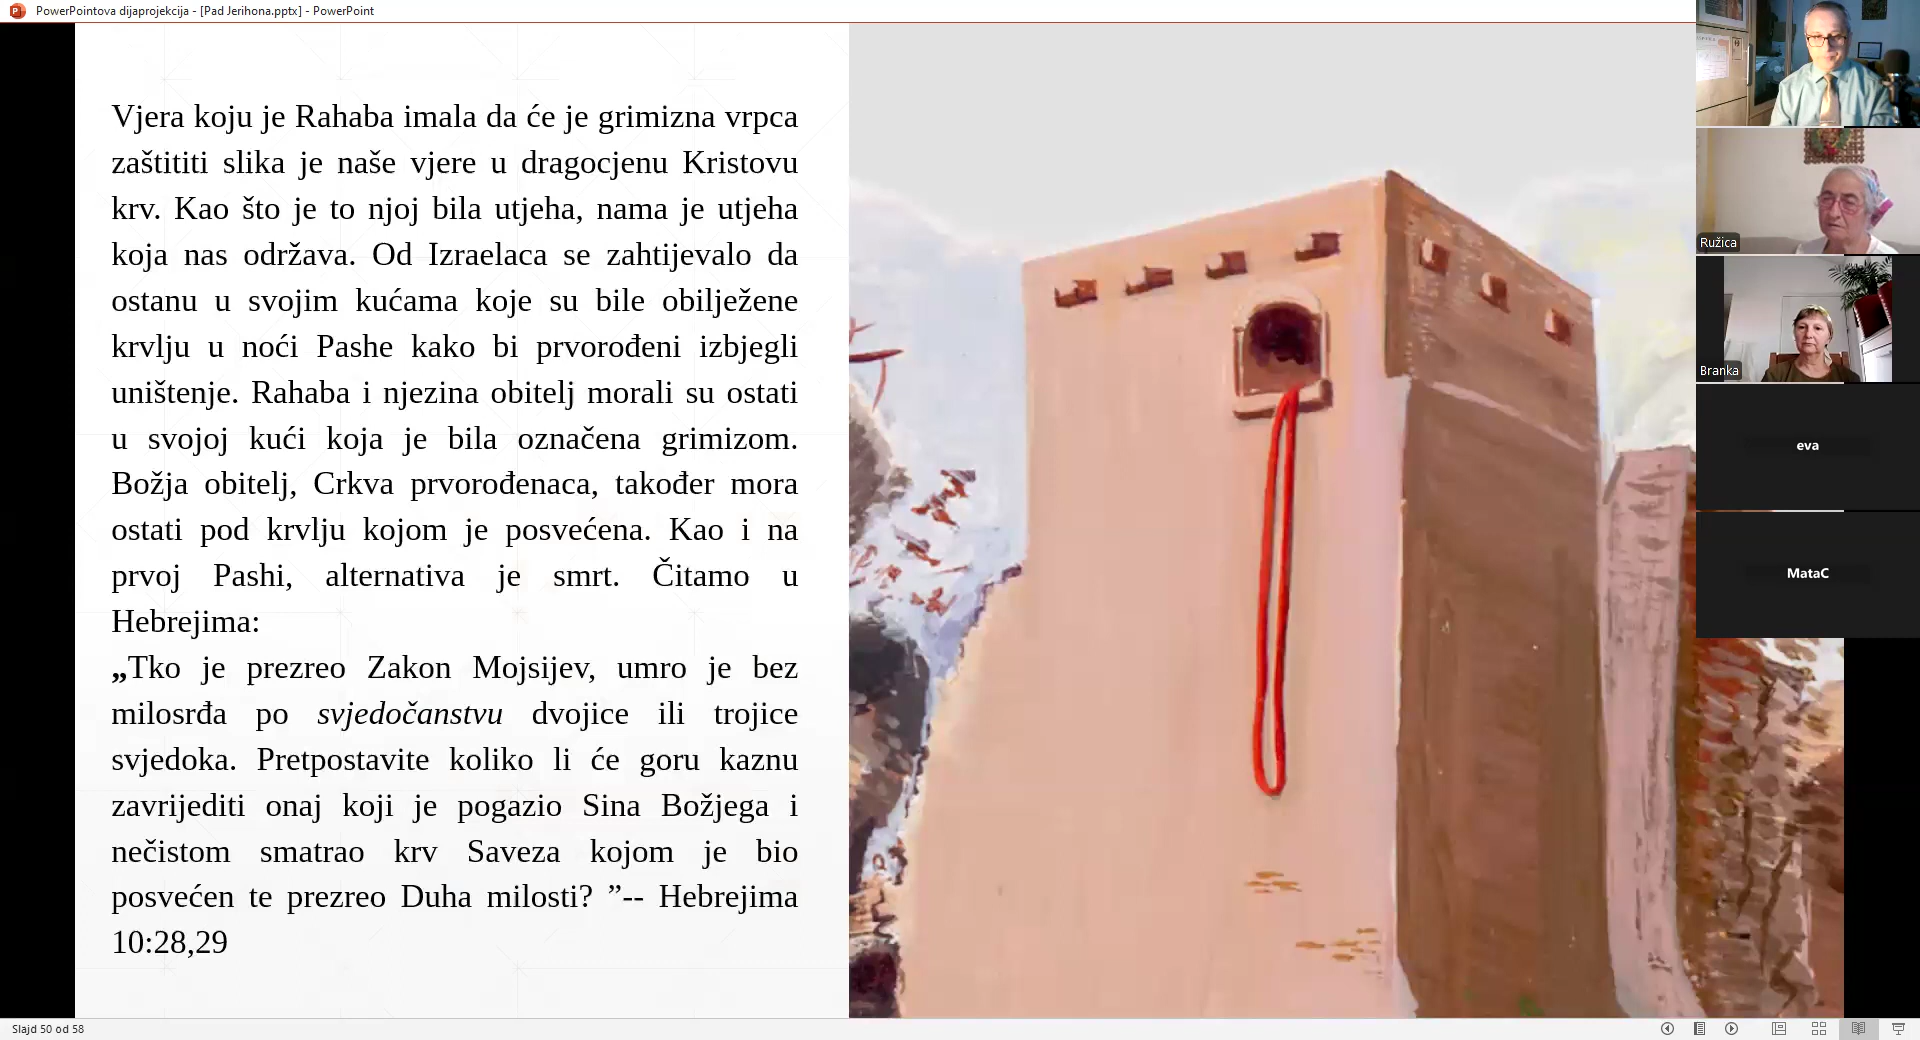 PowerPointova dijaprojekcija - [Pad Jerihona.pptx] - PowerPoint
Vjera koju je Rahaba imala da će je grimizna vrpca
zaštititi slika je naše vjere u dragocjenu Kristovu
krv. Kao što je to njoj bila utjeha, nama je utjeha
koja nas održava. Od Izraelaca se zahtijevalo da
ostanu u svojim kućama koje su bile obilježene
krvlju u noći Pashe kako bi prvorođeni izbjegli
uništenje. Rahaba i njezina obitelj morali su ostati
u svojoj kući koja je bila označena grimizom.
Božja obitelj, Crkva prvorođenaca, također mora
ostati pod krvlju kojom je posvećena. Kao i na
prvoj Pashi, alternativa je smrt. Čitamo u
Hebrejima:
„Tko je prezreo Zakon Mojsijev, umro je bez
milosrđa po svjedočanstvu dvojice ili trojice
svjedoka. Pretpostavite koliko li će goru kaznu
zavrijediti onaj koji je pogazio Sina Božjega i
nečistom smatrao krv Saveza kojom je bio
posvećen te prezreo Duha milosti? ”-- Hebrejima
10:28,29
Ružica
Branka
eva
MataC
Slajd 50 od 58